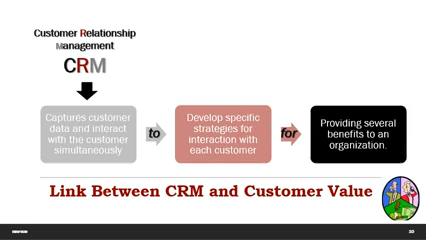 Customer Relationship
Management
CRM
Captures customer
data and interact
with the customer
simultaneously
to
Develop specific
strategies for
interaction with
each customer
for
Providing several
benefits to an
organization.
Link Between CRM and Customer Value
10